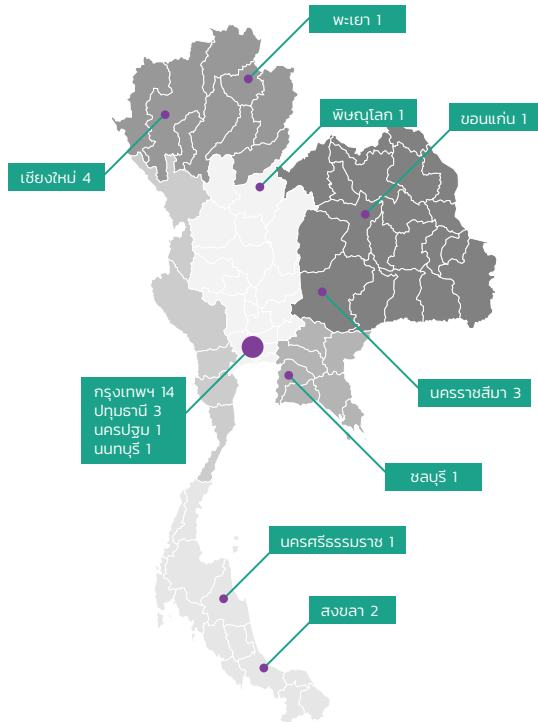 พะเยา 1
พิษณุโลก 1
ขอนแก่น 1
เชียงใหม่ 4
กรุงเทพฯ 14
ปทุมธานี 3
นครปฐม 1
นนทบุรี 1
นครราชสีมา 3
ชลบุรี 1
นครศรีธรรมราช 1
สงขลา 2